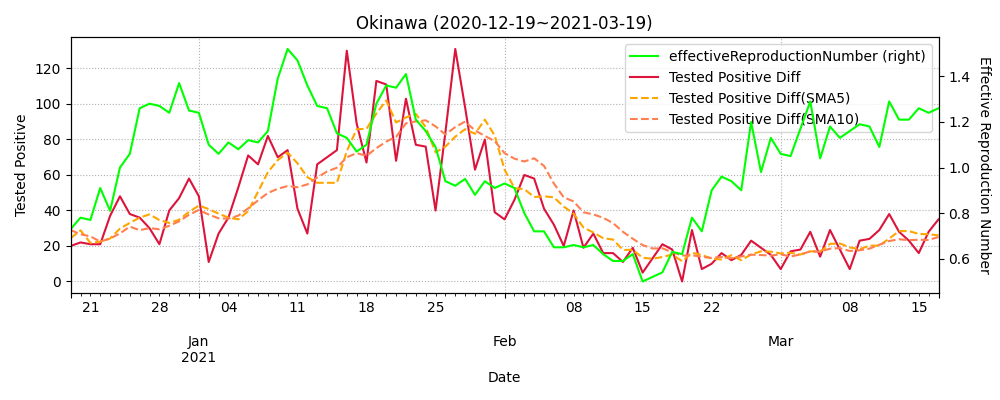 Okinawa (2020-12-19~2021-03-19)
effectiveReproductionNumber (right)
Tested Positive Diff
Tested Positive Diff(SMA5)
Tested Positive Diff(SMA10)
Tested Positive
120
100
80
60
40
20
0
1.4
1.2
1.0
0.8
0.6
Effective Reproduction Number
21 28 04 11 18 25 08 15 22 08 15
Jan Feb Mar
2021
Date